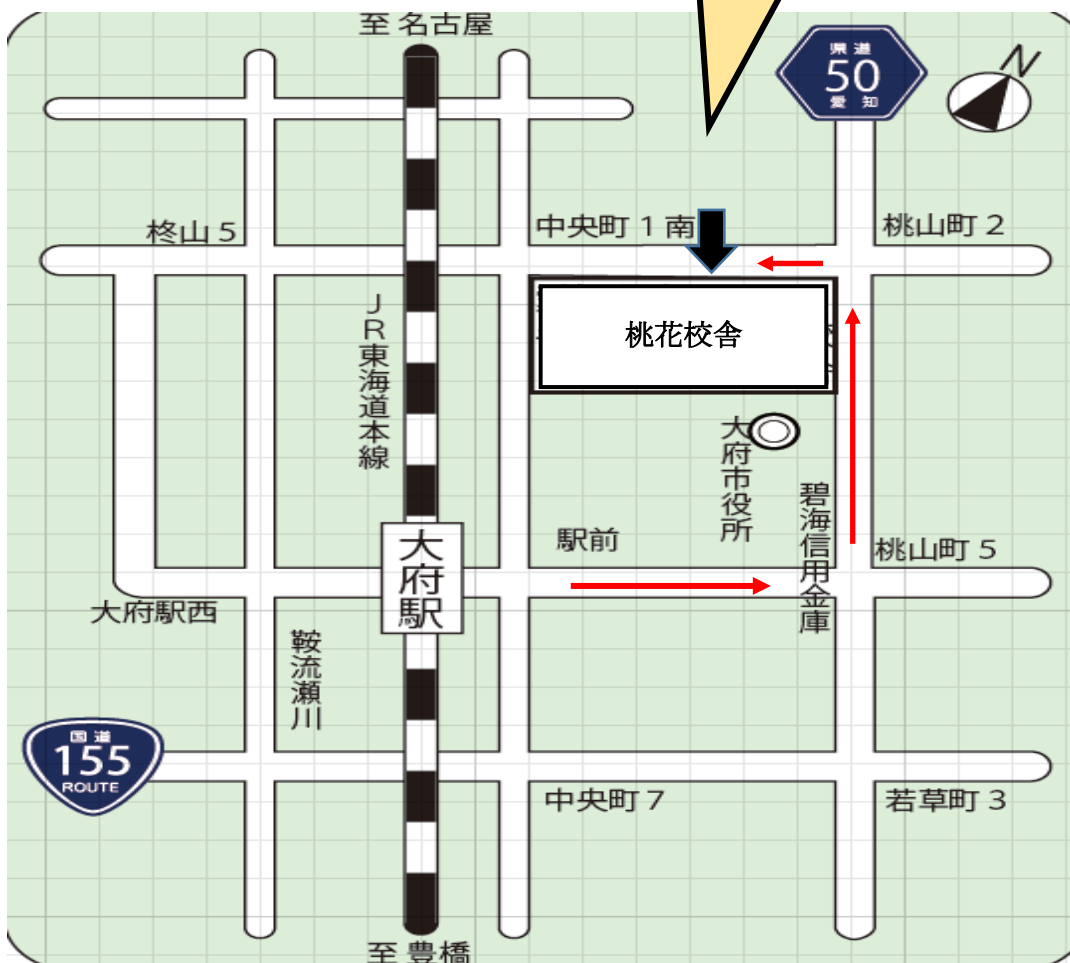 至 名古屋
県 道
50
愛 知
N
柊山 5
中央町 1 南
桃山町 2
JR東海道本線
桃花校舎
大府市役所
碧海信用金庫
駅前
桃山町 5
大府駅
大府駅西
鞍流瀬川
国 道
155
ROUTE
中央町 7
若草町 3
至 豊橋